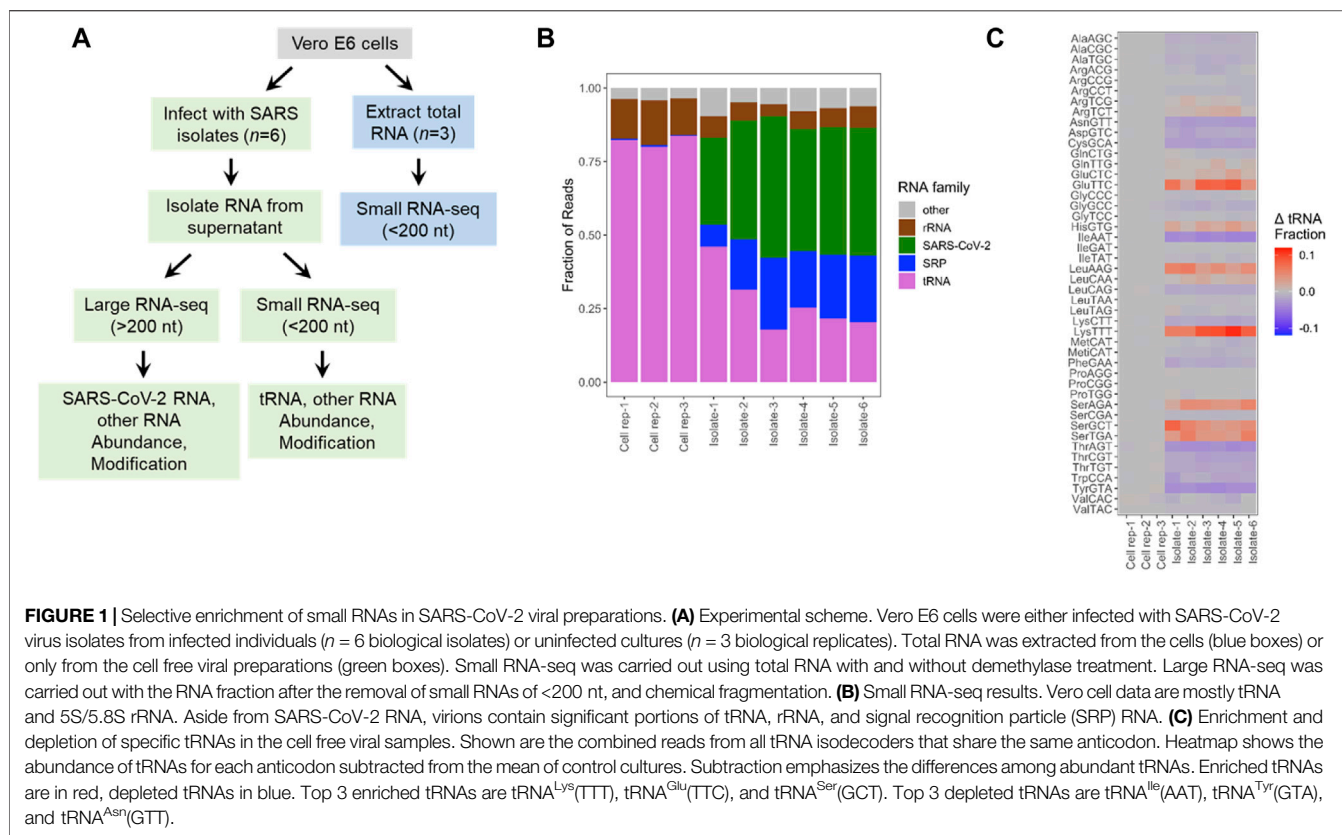 A
Vero E6 cells
Infect with SARS
isolates (n=6)
Extract total
RNA (n=3)
Isolate RNA from
supernatant
Small RNA-seq
(<200 nt)
Large RNA-seq
(>200 nt)
Small RNA-seq
(<200 nt)
SARS-CoV-2 RNA,
other RNA
Abundance,
Modification
tRNA, other RNA
Abundance,
Modification
B
Fraction of Reads
1.00
0.75
0.50
0.25
0.00
Cell rep-1
Cell rep-2
Cell rep-3
Isolate-1
Isolate-2
Isolate-3
Isolate-4
Isolate-5
Isolate-6
RNA family
other
rRNA
SARS-CoV-2
SRP
tRNA
C
AlaAGC
AlaCGC
AlaTGC
ArgACG
ArgCCG
ArgCCT
ArgTCG
ArgTCT
AsnGTT
AspGTC
CysGCA
GlnCTG
GlnTTG
GluCTC
GluTTC
GlyCCC
GlyGCC
GlyTCC
HisGTG
IleAAT
IleGAT
IleTAT
LeuAAG
LeuCAA
LeuCAG
LeuTAA
LeuTAG
LysCTT
LysTTT
MetCAT
MetiCAT
PheGAA
ProAGG
ProCGG
ProTGG
SerAGA
SerCGA
SerGCT
SerTGA
ThrAGT
ThrCGT
ThrTGT
TrpCCA
TyrGTA
ValCAC
ValTAC
Cell rep-1
Cell rep-2
Cell rep-3
Isolate-1
Isolate-2
Isolate-3
Isolate-4
Isolate-5
Isolate-6
Δ tRNA
Fraction
0.1
0.0
-0.1
FIGURE 1 | Selective enrichment of small RNAs in SARS-CoV-2 viral preparations. (A) Experimental scheme. Vero E6 cells were either infected with SARS-CoV-2
virus isolates from infected individuals (n = 6 biological isolates) or uninfected cultures (n = 3 biological replicates). Total RNA was extracted from the cells (blue boxes) or
only from the cell free viral preparations (green boxes). Small RNA-seq was carried out using total RNA with and without demethylase treatment. Large RNA-seq was
carried out with the RNA fraction after the removal of small RNAs of <200 nt, and chemical fragmentation. (B) Small RNA-seq results. Vero cell data are mostly tRNA
and 5S/5.8S rRNA. Aside from SARS-CoV-2 RNA, virions contain significant portions of tRNA, rRNA, and signal recognition particle (SRP) RNA. (C) Enrichment and
depletion of specific tRNAs in the cell free viral samples. Shown are the combined reads from all tRNA isodecoders that share the same anticodon. Heatmap shows the
abundance of tRNAs for each anticodon subtracted from the mean of control cultures. Subtraction emphasizes the differences among abundant tRNAs. Enriched tRNAs
are in red, depleted tRNAs in blue. Top 3 enriched tRNAs are tRNA^Lys(TTT), tRNA^Glu(TTC), and tRNA^Ser(GCT). Top 3 depleted tRNAs are tRNA^Ile(AAT), tRNA^Tyr(GTA),
and tRNA^Asn(GTT).